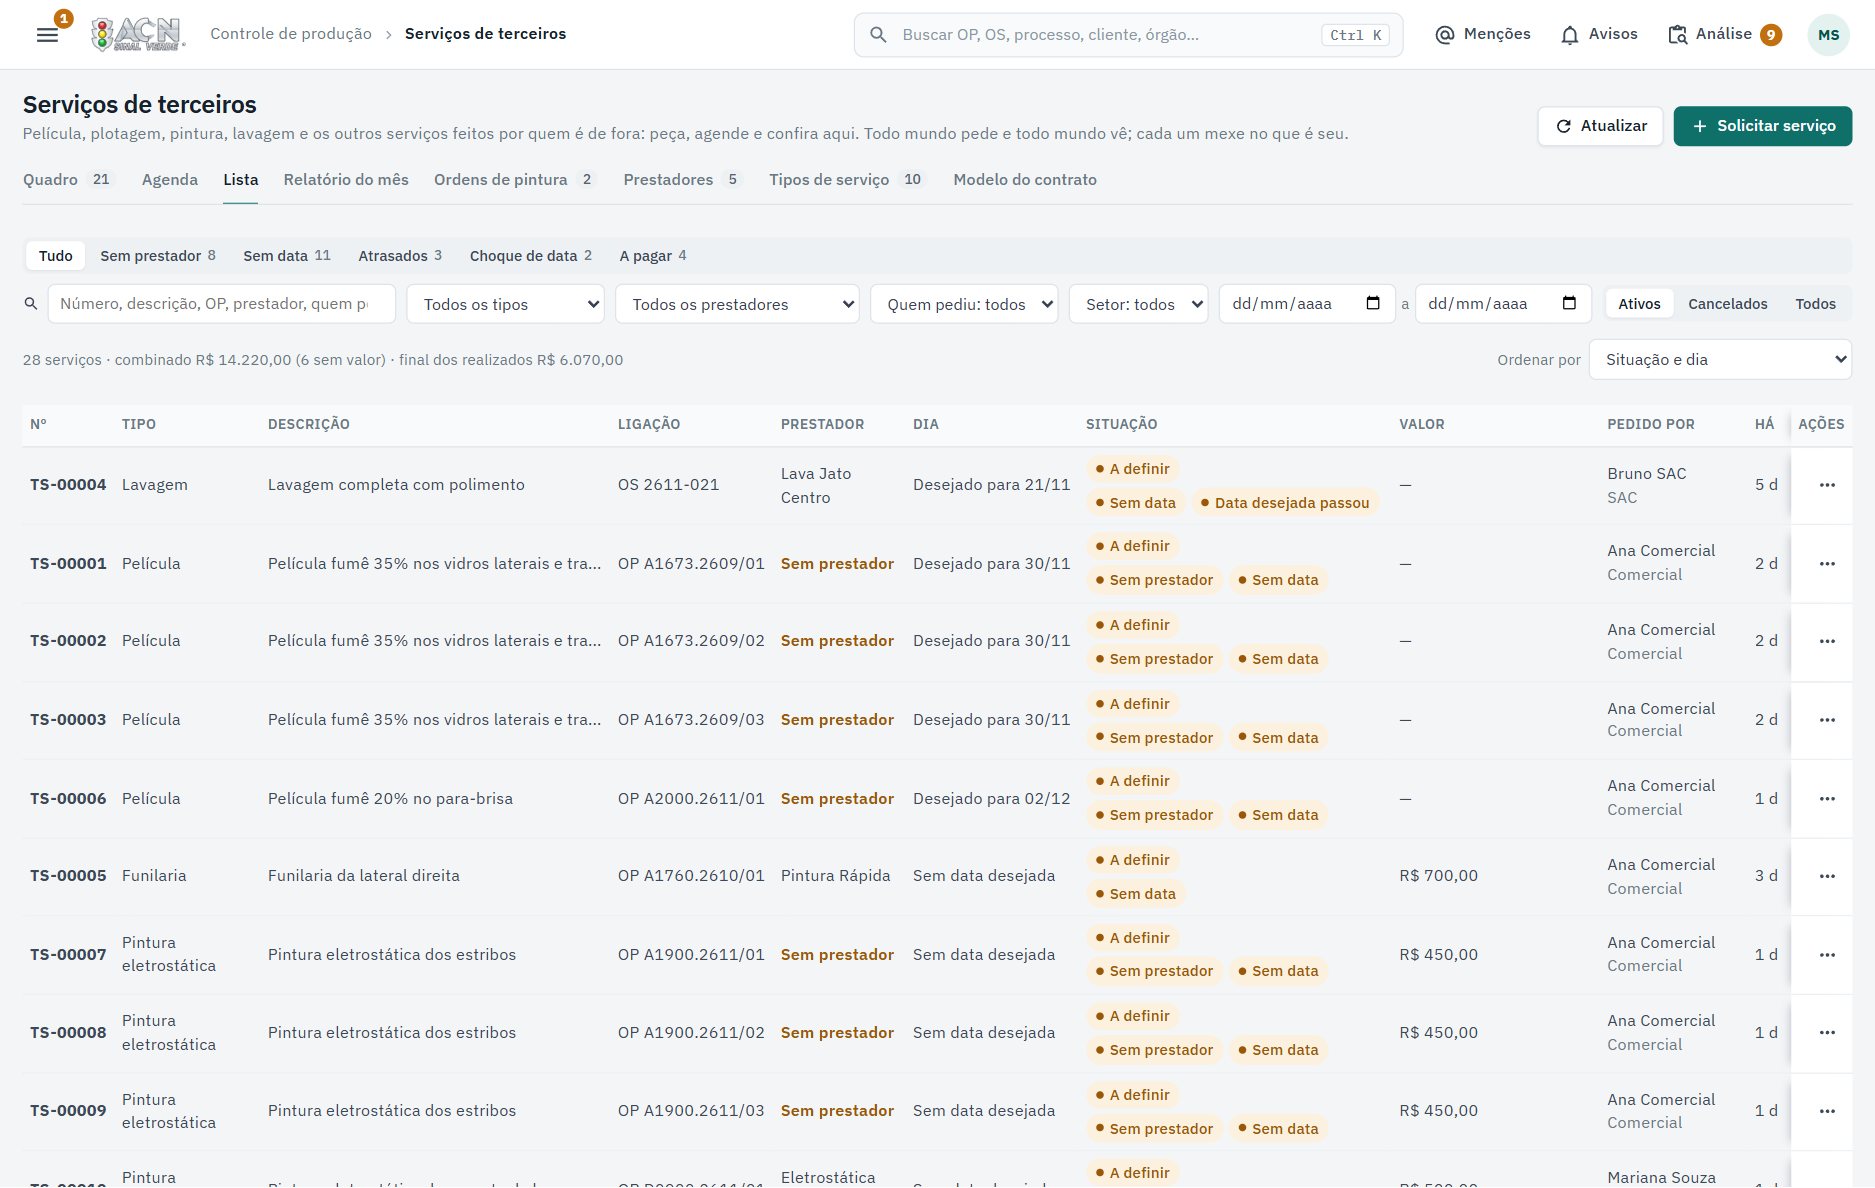 1
ACN
SINAL VERDE
Controle de produção › Serviços de terceiros
Buscar OP, OS, processo, cliente, órgão... Ctrl K
Menções
Avisos
Análise 9
MS
Serviços de terceiros
Película, plotagem, pintura, lavagem e os outros serviços feitos por quem é de fora: peça, agende e confira aqui. Todo mundo pede e todo mundo vê; cada um mexe no que é seu.
Atualizar
+ Solicitar serviço
Quadro 21 Agenda Lista Relatório do mês Ordens de pintura 2 Prestadores 5 Tipos de serviço 10 Modelo do contrato
Tudo Sem prestador 8 Sem data 11 Atrasados 3 Choque de data 2 A pagar 4
Número, descrição, OP, prestador, quem p Todos os tipos Todos os prestadores Quem pediu: todos Setor: todos dd/mm/aaaa a dd/mm/aaaa Ativos Cancelados Todos
28 serviços · combinado R$ 14.220,00 (6 sem valor) · final dos realizados R$ 6.070,00
Ordenar por Situação e dia
Nº TIPO DESCRIÇÃO LIGAÇÃO PRESTADOR DIA SITUAÇÃO VALOR PEDIDO POR HÁ AÇÕES
TS-00004 Lavagem Lavagem completa com polimento OS 2611-021 Lava Jato Centro Desejado para 21/11 A definir Sem data Data desejada passou — Bruno SAC SAC 5 d ...
TS-00001 Película Película fumê 35% nos vidros laterais e tra... OP A1673.2609/01 Sem prestador Desejado para 30/11 A definir Sem prestador Sem data — Ana Comercial Comercial 2 d ...
TS-00002 Película Película fumê 35% nos vidros laterais e tra... OP A1673.2609/02 Sem prestador Desejado para 30/11 A definir Sem prestador Sem data — Ana Comercial Comercial 2 d ...
TS-00003 Película Película fumê 35% nos vidros laterais e tra... OP A1673.2609/03 Sem prestador Desejado para 30/11 A definir Sem prestador Sem data — Ana Comercial Comercial 2 d ...
TS-00006 Película Película fumê 20% no para-brisa OP A2000.2611/01 Sem prestador Desejado para 02/12 A definir Sem prestador Sem data — Ana Comercial Comercial 1 d ...
TS-00005 Funilaria Funilaria da lateral direita OP A1760.2610/01 Pintura Rápida Sem data desejada A definir Sem data R$ 700,00 Ana Comercial Comercial 3 d ...
TS-00007 Pintura eletrostática Pintura eletrostática dos estribos OP A1900.2611/01 Sem prestador Sem data desejada A definir Sem prestador Sem data R$ 450,00 Ana Comercial Comercial 1 d ...
TS-00008 Pintura eletrostática Pintura eletrostática dos estribos OP A1900.2611/02 Sem prestador Sem data desejada A definir Sem prestador Sem data R$ 450,00 Ana Comercial Comercial 1 d ...
TS-00009 Pintura eletrostática Pintura eletrostática dos estribos OP A1900.2611/03 Sem prestador Sem data desejada A definir Sem prestador Sem data R$ 450,00 Ana Comercial Comercial 1 d ...
Pintura Eletrostática A definir Mariana Souza